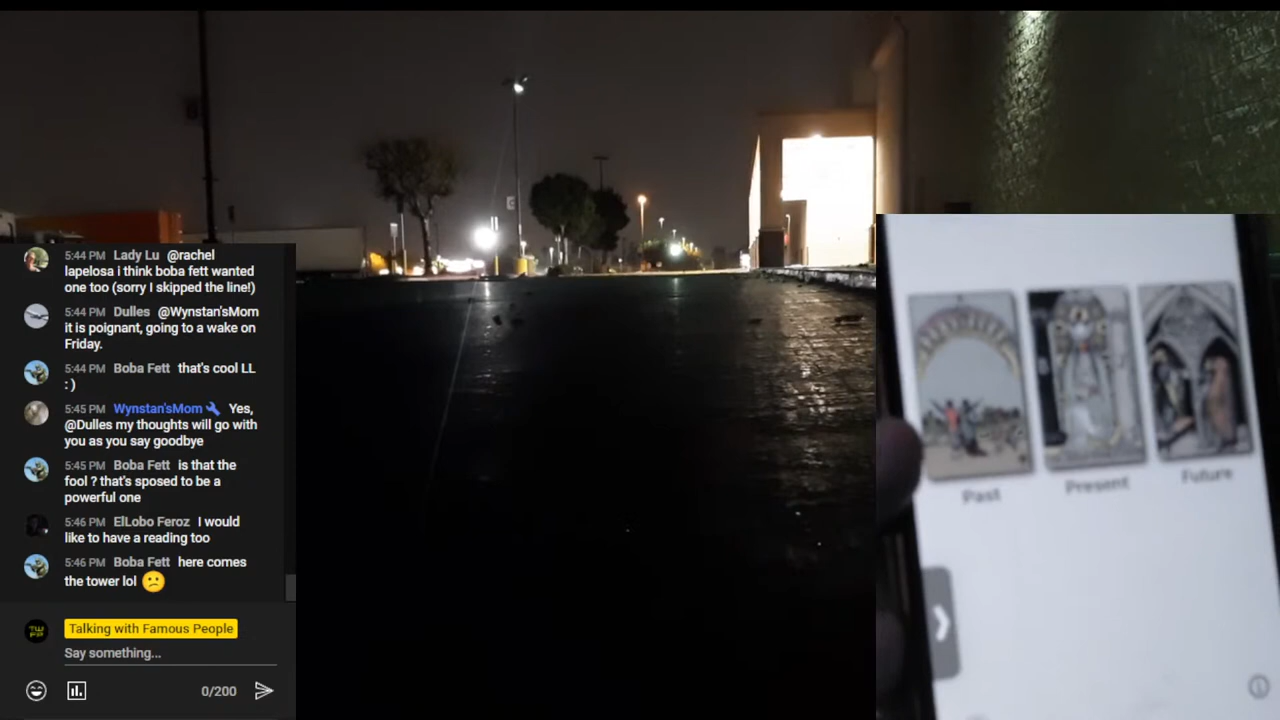 5:44 PM Lady Lu @rachel
lapelosa i think boba fett wanted
one too (sorry I skipped the line!)
5:44 PM Dulles @Wynstan'sMom
it is poignant, going to a wake on
Friday.
5:44 PM Boba Fett that's cool LL
: )
5:45 PM Wynstan'sMom Yes,
@Dulles my thoughts will go with
you as you say goodbye
5:45 PM Boba Fett is that the
fool ? that's sposed to be a
powerful one
5:46 PM ElLobo Feroz I would
like to have a reading too
5:46 PM Boba Fett here comes
the tower lol 😕
Talking with Famous People
Say something...
0/200
Past Present Future